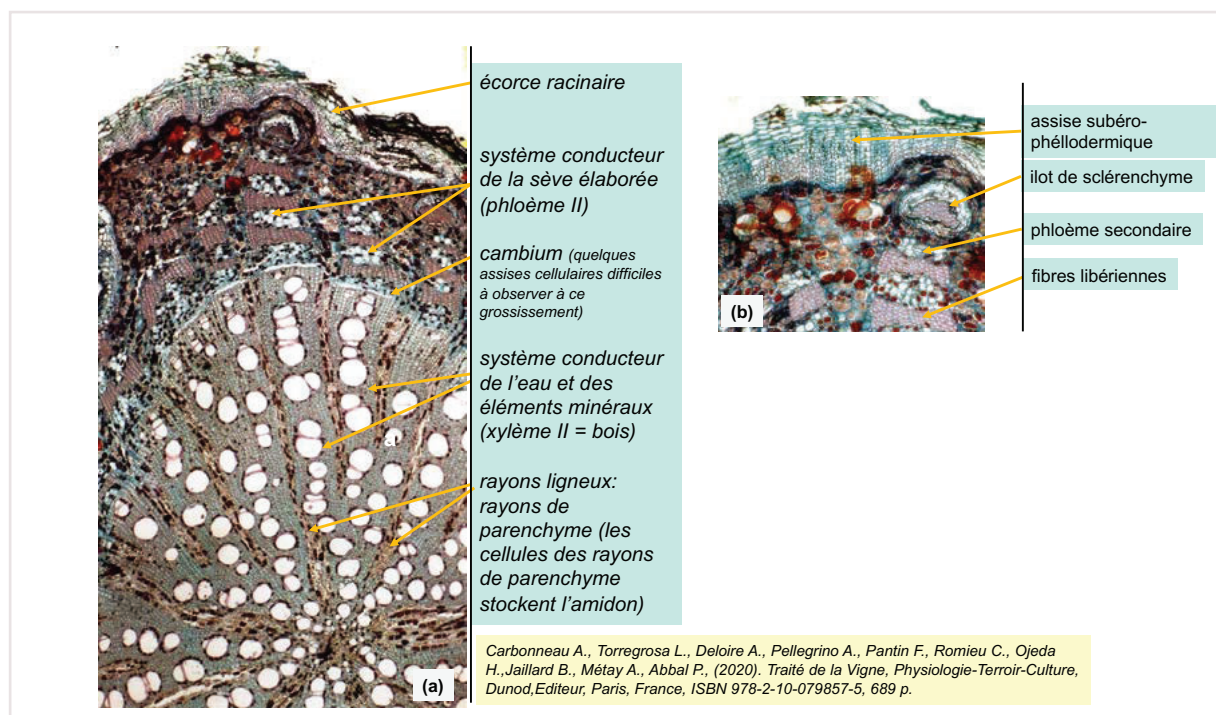 écorce racinaire
système conducteur
de la sève élaborée
(phloème II)
cambium (quelques
assises cellulaires difficiles
à observer à ce
grossissement)
système conducteur
de l'eau et des
éléments minéraux
(xylème II = bois)
rayons ligneux:
rayons de
parenchyme (les
cellules des rayons
de parenchyme
stockent l'amidon)
(a)
assise subéro-
phéllodermique
ilot de sclérenchyme
phloème secondaire
fibres libériennes
(b)
Carbonneau A., Torregrosa L., Deloire A., Pellegrino A., Pantin F., Romieu C., Ojeda
H.,Jaillard B., Métay A., Abbal P., (2020). Traité de la Vigne, Physiologie-Terroir-Culture,
Dunod,Editeur, Paris, France, ISBN 978-2-10-079857-5, 689 p.